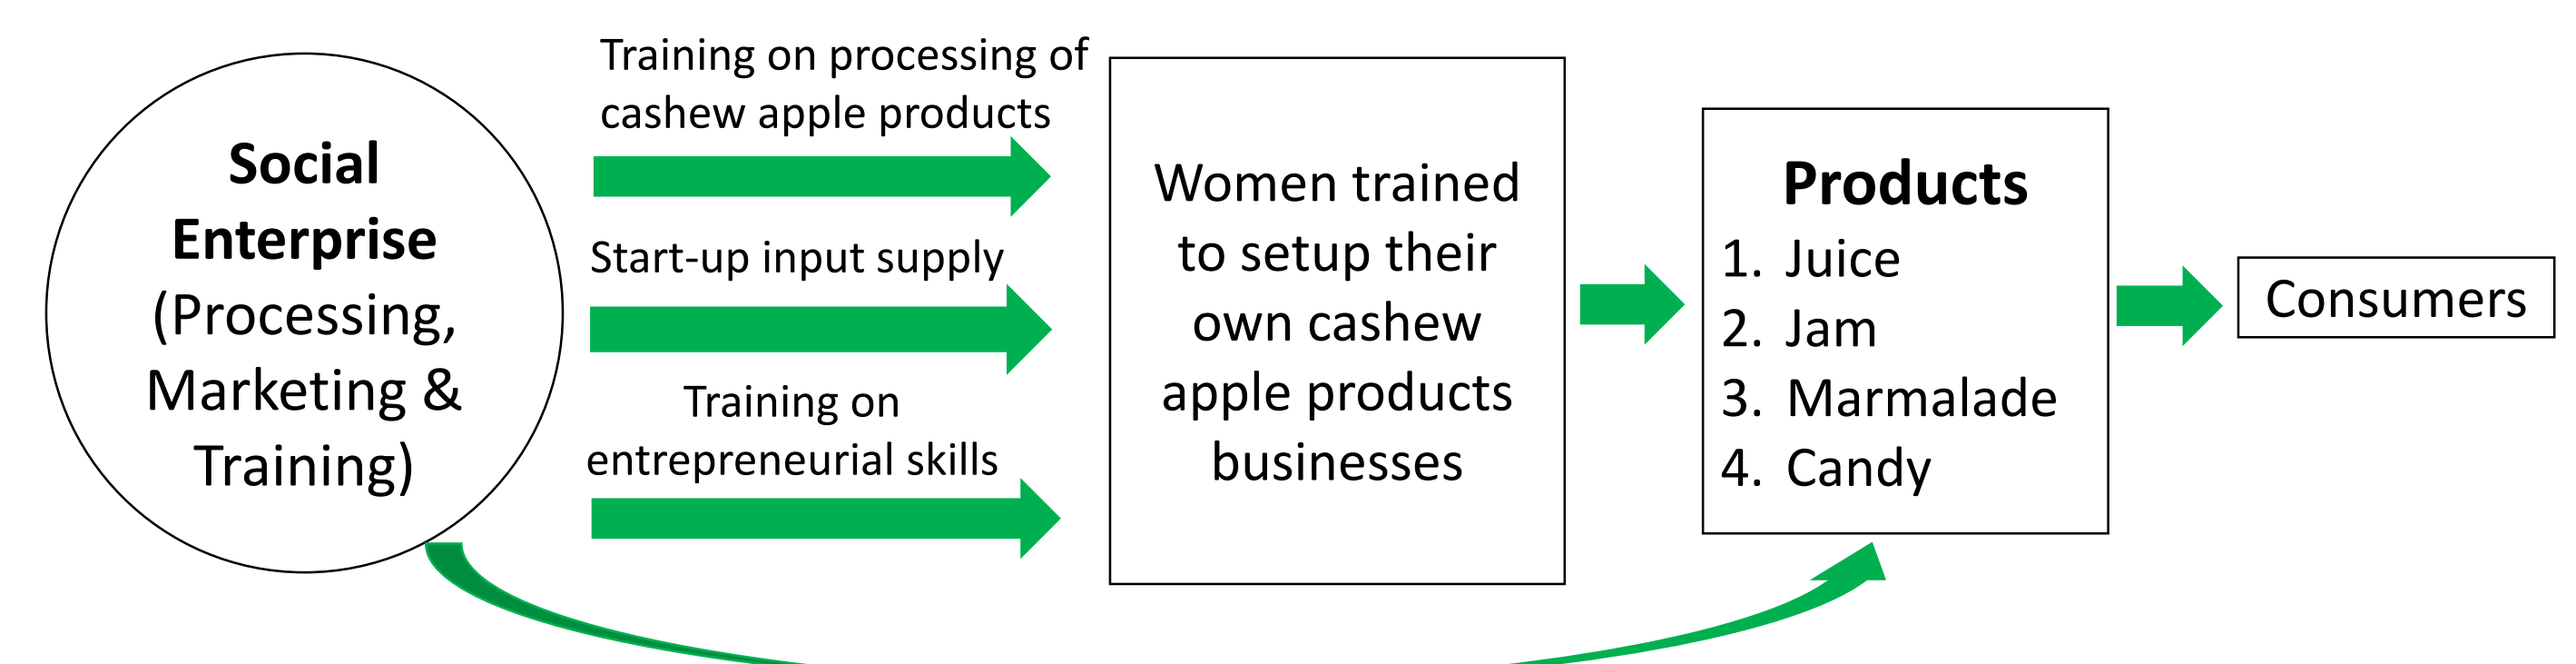 Social
Enterprise
(Processing,
Marketing &
Training)
Training on processing of
cashew apple products
Start-up input supply
Training on
entrepreneurial skills
Women trained
to setup their
own cashew
apple products
businesses
Products
1. Juice
2. Jam
3. Marmalade
4. Candy
Consumers